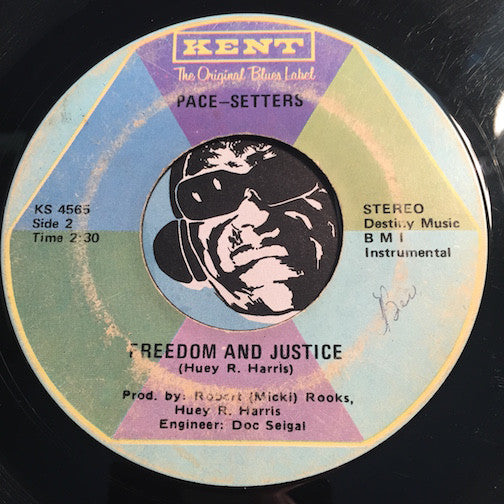 KENT
The Original Blues Label
PACE-SETTERS
KS 4565
Side 2
Time 2:30
STEREO
Destiny Music
B M I
Instrumental
FREEDOM AND JUSTICE
(Huey R. Harris)
Prod. by: Robert (Micki) Rooks,
Huey R. Harris
Engineer: Doc Seigal